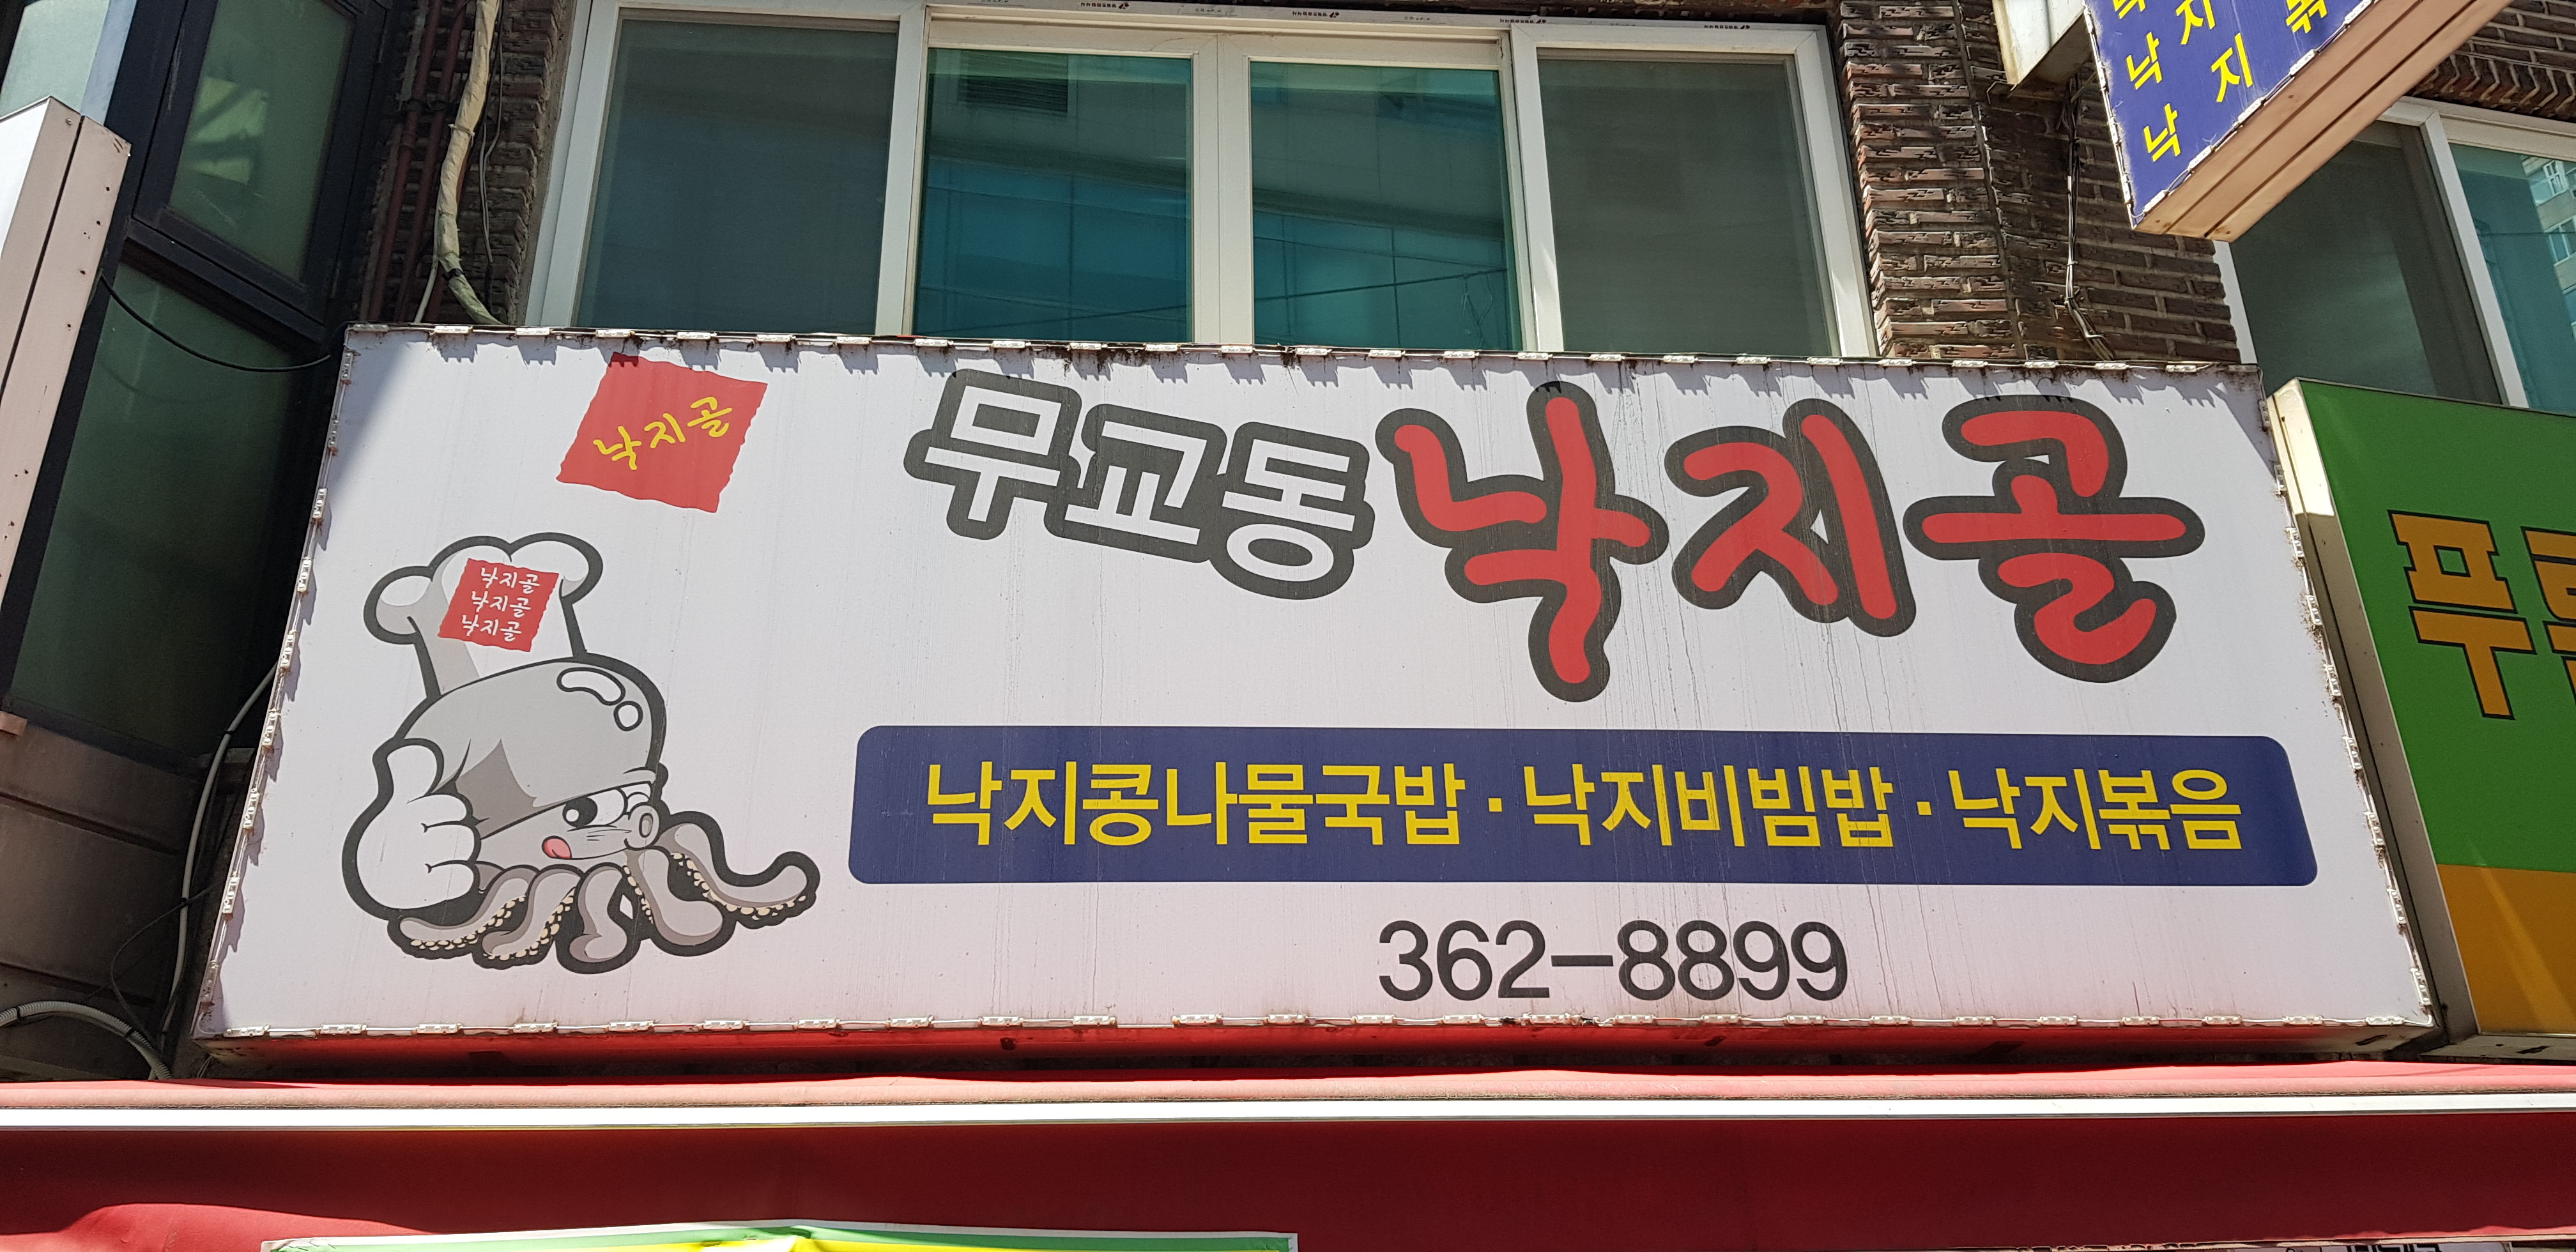 낙지
낙지
낙
낙지골
무교동 낙지골
낙지골
낙지골
낙지골
낙지콩나물국밥 · 낙지비빔밥 · 낙지볶음
362-8899
푸